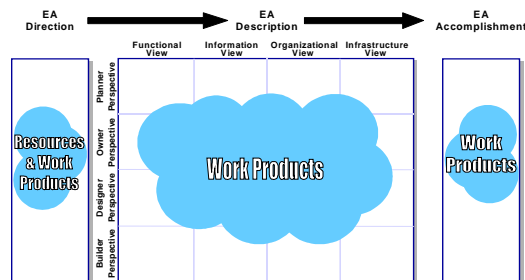 EA
Direction
EA
Description
EA
Accomplishment
Functional
View
Information
View
Organizational
View
Infrastructure
View
Planner
Perspective
Owner
Perspective
Designer
Perspective
Builder
Perspective
Resources
& Work
Products
Work Products
Work
Products